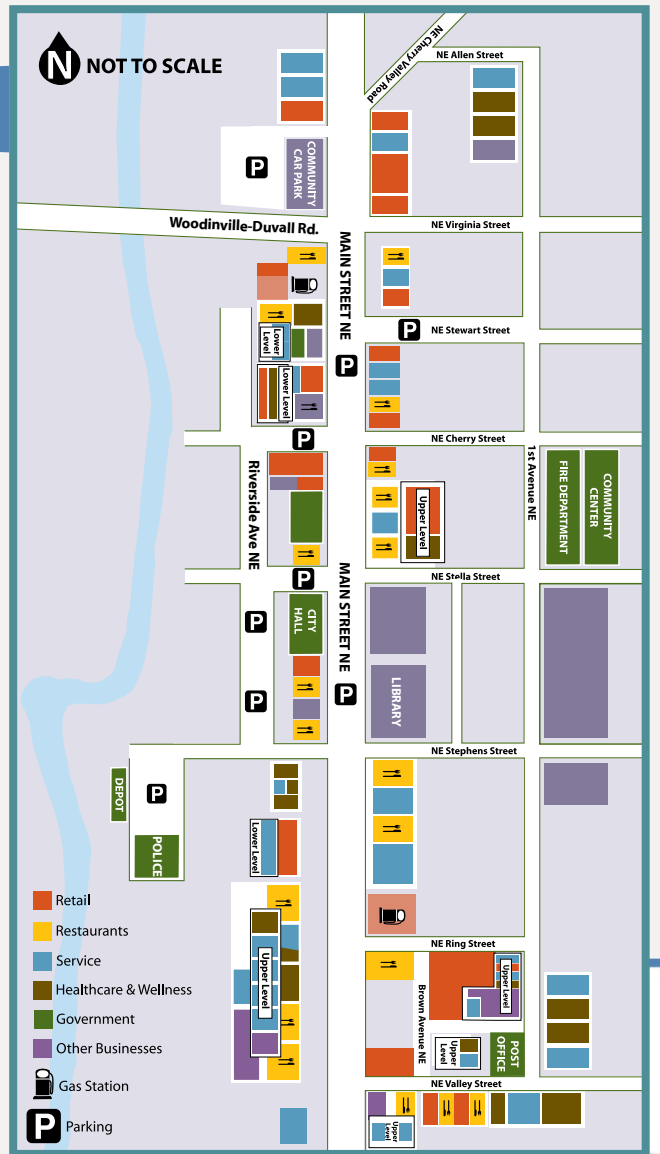 N NOT TO SCALE
NE Cherry Valley Road
NE Allen Street
P
COMMUNITY
CAR PARK
Woodinville-Duvall Rd.
NE Virginia Street
MAIN STREET NE
P
NE Stewart Street
P
Lower
Level
Lower Level
P
NE Cherry Street
Riverside Ave NE
Upper Level
1st Avenue NE
FIRE DEPARTMENT
COMMUNITY
CENTER
P
MAIN STREET NE
NE Stella Street
P
CITY
HALL
P
P
LIBRARY
NE Stephens Street
DEPOT
P
POLICE
Lower Level
Upper Level
NE Ring Street
Brown Avenue NE
Upper Level
Upper
Level
POST
OFFICE
NE Valley Street
Upper
Level
Retail
Restaurants
Service
Healthcare & Wellness
Government
Other Businesses
Gas Station
P Parking